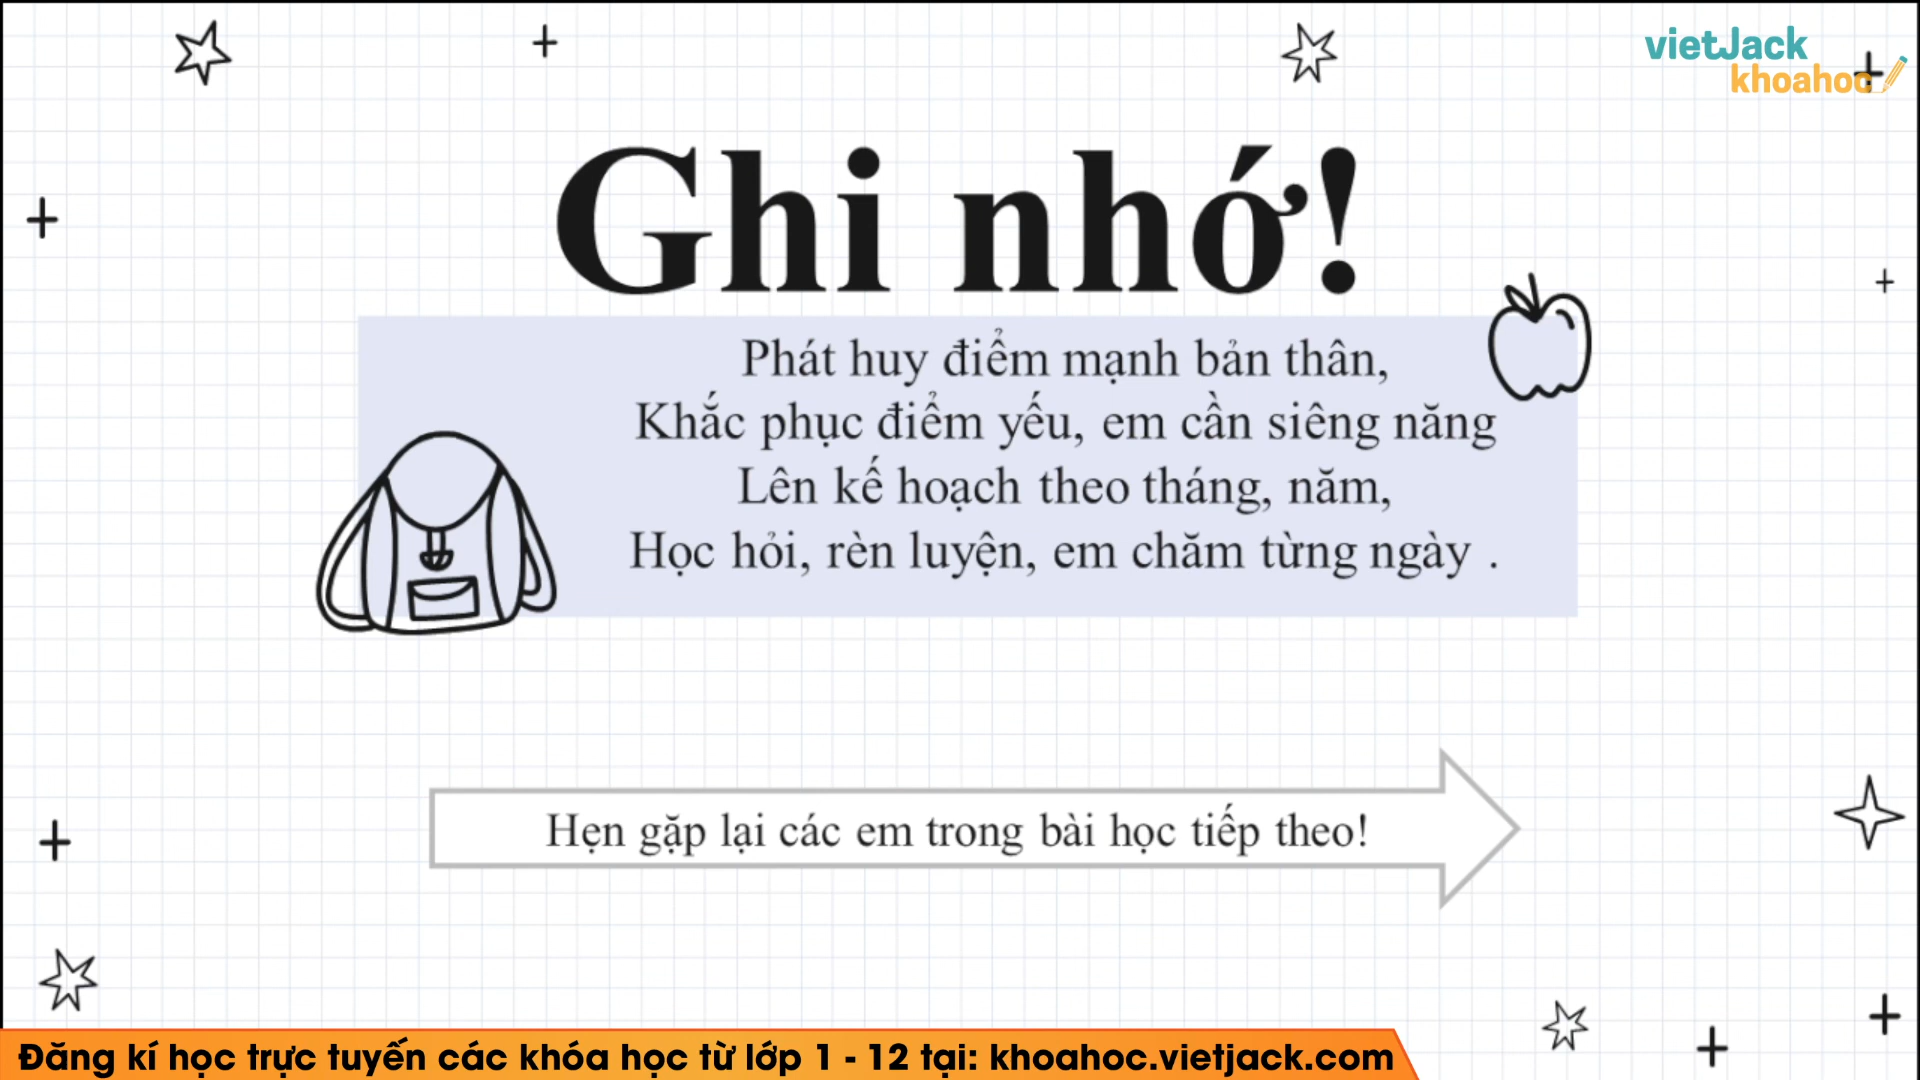 vietJack
khoahoc
Ghi nhớ!
Phát huy điểm mạnh bản thân,
Khắc phục điểm yếu, em cần siêng năng
Lên kế hoạch theo tháng, năm,
Học hỏi, rèn luyện, em chăm từng ngày .
Hẹn gặp lại các em trong bài học tiếp theo!
Đăng kí học trực tuyến các khóa học từ lớp 1 - 12 tại: khoahoc.vietjack.com